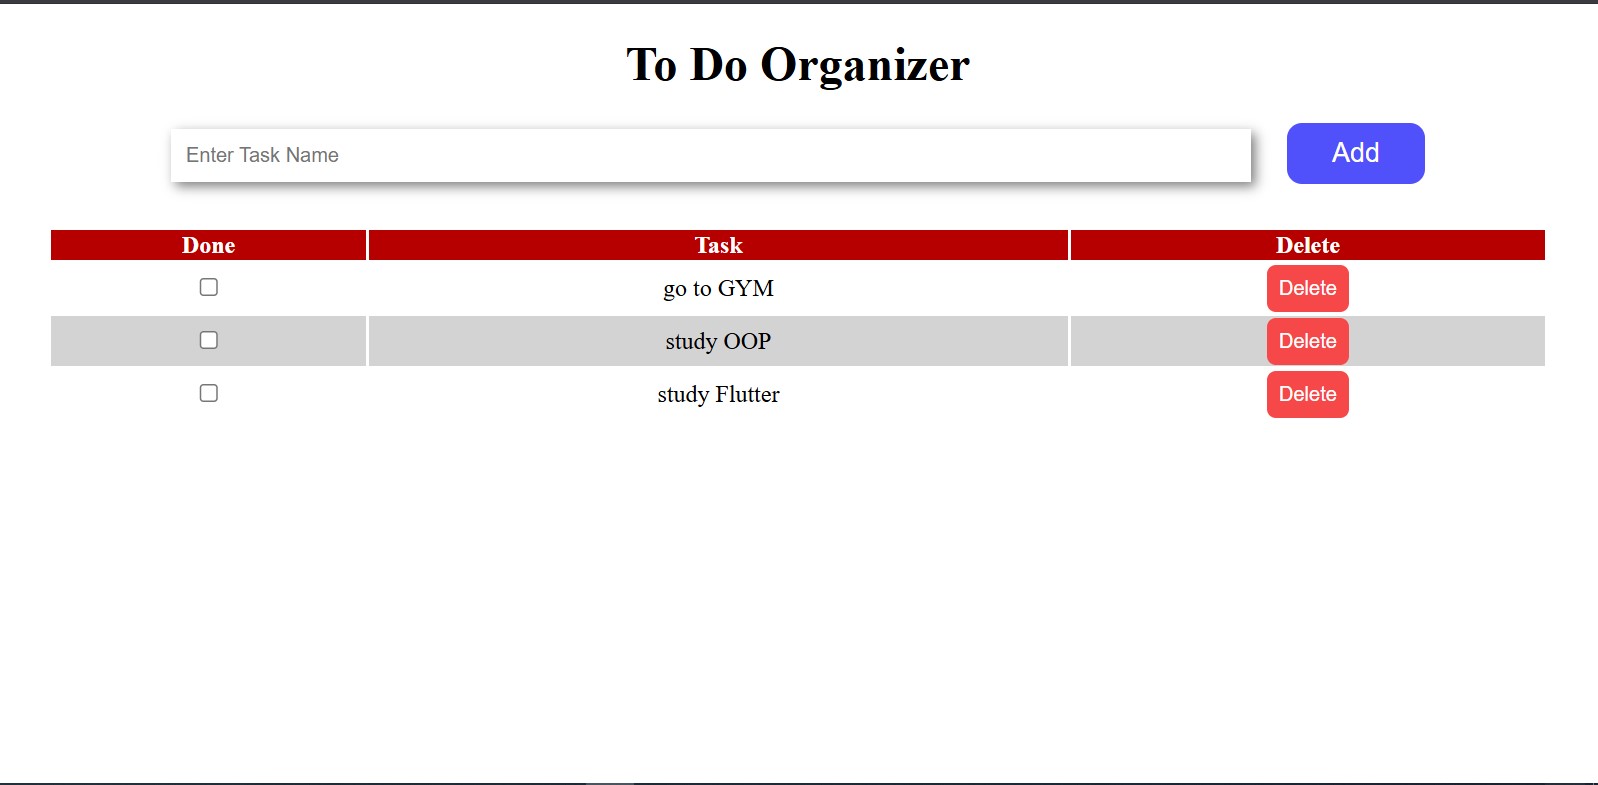 To Do Organizer
Enter Task Name Add
Done Task Delete
go to GYM Delete
study OOP Delete
study Flutter Delete